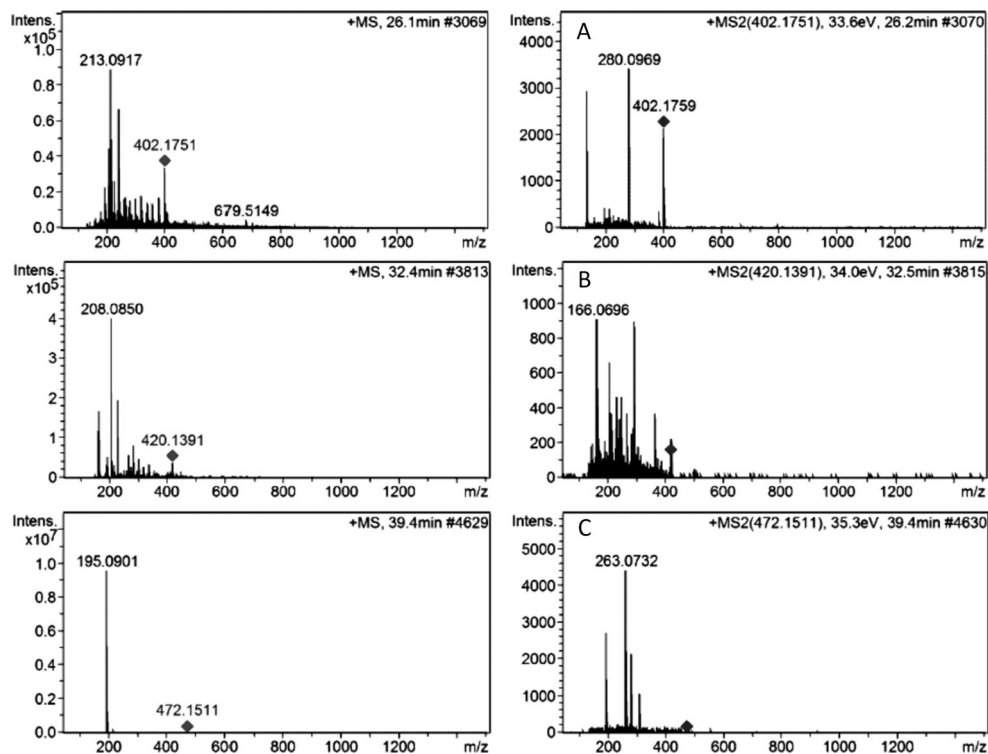 Intens.
x10⁵
+MS, 26.1min #3069
1.0
0.8
0.6
0.4
0.2
0.0
213.0917
402.1751
679.5149
200 400 600 800 1000 1200 m/z
Intens.
A
+MS2(402.1751), 33.6eV, 26.2min #3070
4000
3000
2000
1000
0
280.0969
402.1759
200 400 600 800 1000 1200 m/z
Intens.
x10⁵
+MS, 32.4min #3813
4
3
2
1
0
208.0850
420.1391
200 400 600 800 1000 1200 m/z
Intens.
B
+MS2(420.1391), 34.0eV, 32.5min #3815
1000
800
600
400
200
0
166.0696
200 400 600 800 1000 1200 m/z
Intens.
x10⁷
+MS, 39.4min #4629
1.0
0.8
0.6
0.4
0.2
0.0
195.0901
472.1511
200 400 600 800 1000 1200 m/z
Intens.
C
+MS2(472.1511), 35.3eV, 39.4min #4630
5000
4000
3000
2000
1000
0
263.0732
200 400 600 800 1000 1200 m/z